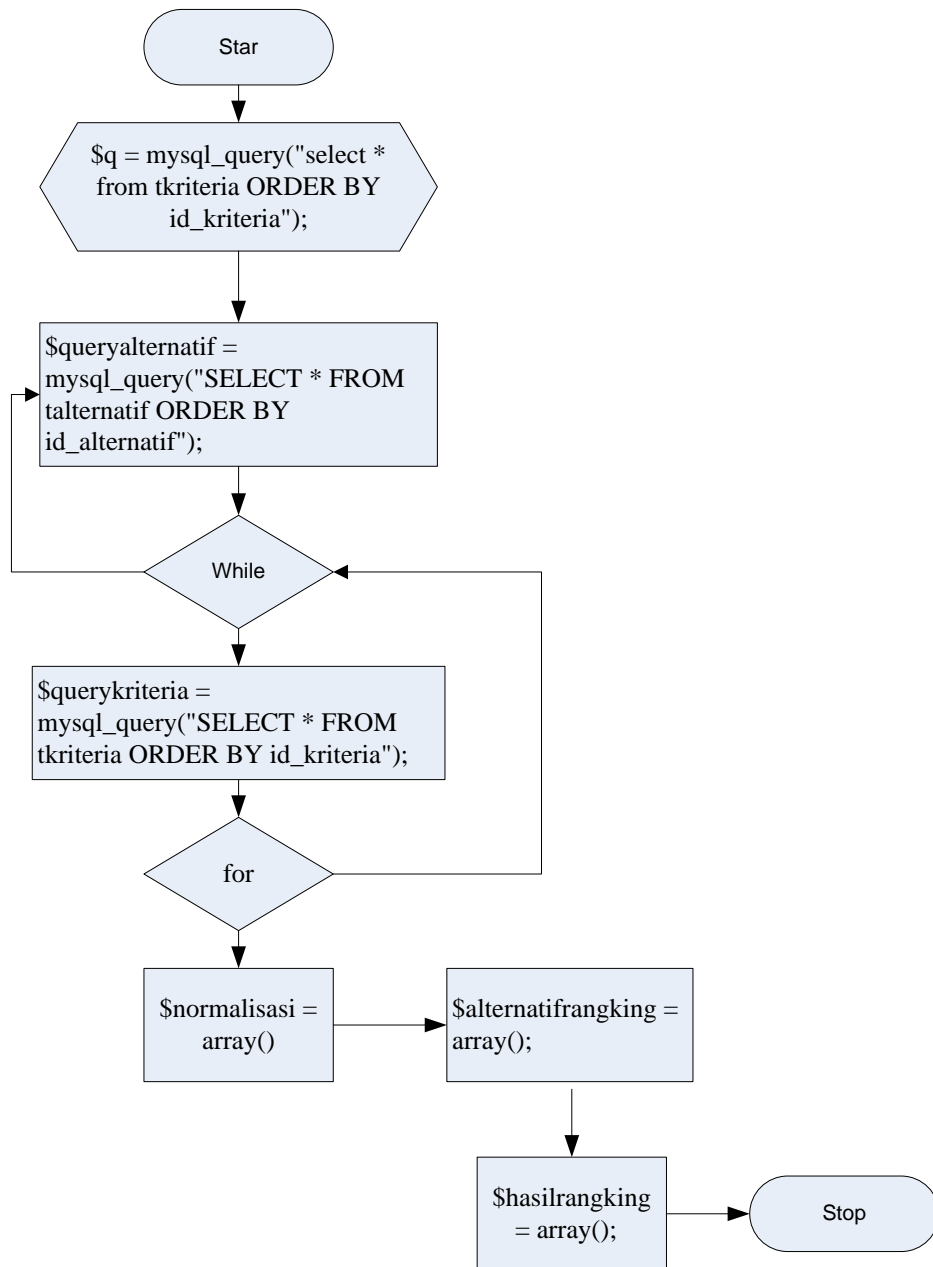 Star
$q = mysql_query("select *
from tkriteria ORDER BY
id_kriteria");
$queryalternatif =
mysql_query("SELECT * FROM
talternatif ORDER BY
id_alternatif");
While
$querykriteria =
mysql_query("SELECT * FROM
tkriteria ORDER BY id_kriteria");
for
$normalisasi =
array()
$alternatifrangking =
array();
$hasilrangking
= array();
Stop